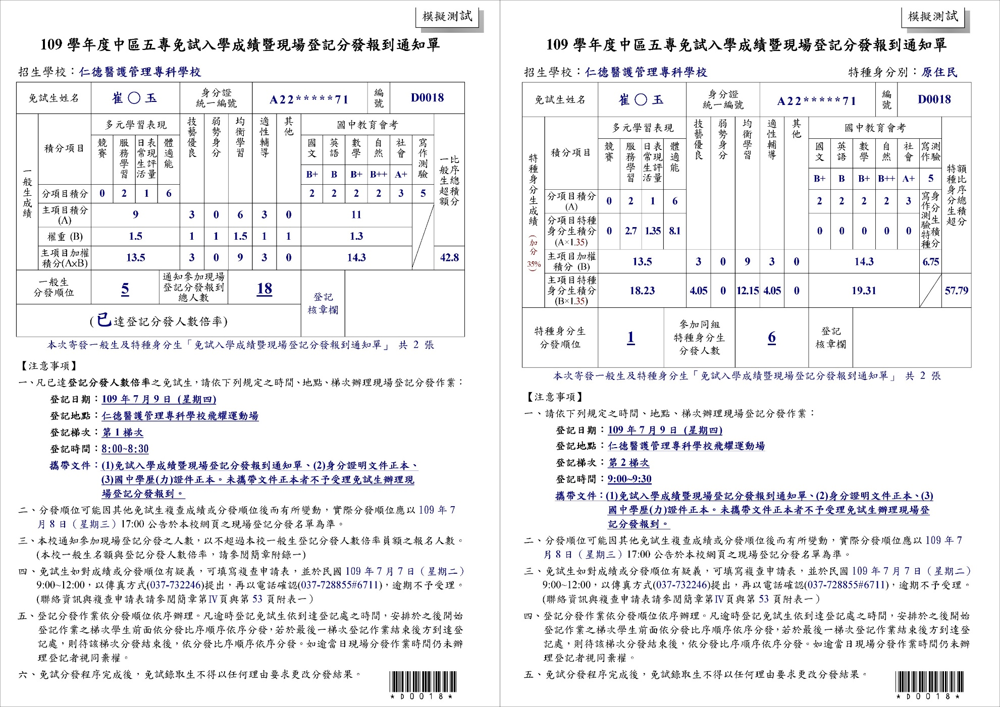 模擬測試
109 學年度中區五專免試入學成績暨現場登記分發報到通知單
招生學校：仁德醫護管理專科學校
免試生姓名 崔○玉 身分證統一編號 A22*****71 編號 D0018
一般生成績 積分項目 多元學習表現 技藝優良 弱勢身分 均衡學習 適性輔導 其他 國中教育會考 一般生超額比序總積分
競賽 服務學習 日常生活表現評量 體適能 國文 英語 數學 自然 社會 寫作測驗
B+ B B+ B++ A+
分項目積分 0 2 1 6 2 2 2 2 3 5
主項目積分(A) 9 3 0 6 3 0 11
權重 (B) 1.5 1 1 1.5 1 1 1.3
主項目加權積分(AxB) 13.5 3 0 9 3 0 14.3 42.8
一般生分發順位 5 通知參加現場登記分發報到總人數 18 登記核章欄
(已達登記分發人數倍率)
本次寄發一般生及特種身分生「免試入學成績暨現場登記分發報到通知單」 共 2 張
【注意事項】
一、凡已達登記分發人數倍率之免試生，請依下列規定之時間、地點、梯次辦理現場登記分發作業：
登記日期：109 年 7 月 9 日 (星期四)
登記地點：仁德醫護管理專科學校飛耀運動場
登記梯次：第 1 梯次
登記時間：8:00~8:30
攜帶文件：(1)免試入學成績暨現場登記分發報到通知單、(2)身分證明文件正本、
(3)國中學歷(力)證件正本。未攜帶文件正本者不予受理免試生辦理現
場登記分發報到。
二、分發順位可能因其他免試生複查成績或分發順位後而有所變動，實際分發順位應以 109 年 7
月 8 日（星期三）17:00 公告於本校網頁之現場登記分發名單為準。
三、本校通知參加現場登記分發之人數，以不超過本校一般生登記分發人數倍率員額之報名人數。
(本校一般生名額與登記分發人數倍率，請參閱簡章附錄一)
四、免試生如對成績或分發順位有疑義，可填寫複查申請表，並於民國 109 年 7 月 7 日（星期二）
9:00~12:00，以傳真方式(037-732246)提出，再以電話確認(037-728855#6711)，逾期不予受理。
(聯絡資訊與複查申請表請參閱簡章第Ⅳ頁與第 53 頁附表一）
五、登記分發作業依分發順位依序辦理。凡逾時登記免試生依到達登記處之時間，安排於之後開始
登記作業之梯次學生前面依分發比序順序依序分發，若於最後一梯次登記作業結束後方到達登
記處，則待該梯次分發結束後，依分發比序順序依序分發。如逾當日現場分發作業時間仍未辦
理登記者視同棄權。
六、免試分發程序完成後，免試錄取生不得以任何理由要求更改分發結果。
*D0018*
模擬測試
109 學年度中區五專免試入學成績暨現場登記分發報到通知單
招生學校：仁德醫護管理專科學校 特種身分別：原住民
免試生姓名 崔○玉 身分證統一編號 A22*****71 編號 D0018
特種身分生成績（加分35%） 積分項目 多元學習表現 技藝優良 弱勢身分 均衡學習 適性輔導 其他 國中教育會考 特種身分生超額比序總積分
競賽 服務學習 日常生活表現評量 體適能 國文 英語 數學 自然 社會 寫作測驗
B+ B B+ B++ A+ 5
分項目積分(A) 0 2 1 6 2 2 2 2 3 寫作測驗特種身分生積分
分項目特種身分生積分(A×1.35) 0 2.7 1.35 8.1 0 0 0 0 0
主項目加權積分 (B) 13.5 3 0 9 3 0 14.3 6.75
主項目特種身分生積分(B×1.35) 18.23 4.05 0 12.15 4.05 0 19.31 57.79
特種身分生分發順位 1 參加同組特種身分生分發人數 6 登記核章欄
本次寄發一般生及特種身分生「免試入學成績暨現場登記分發報到通知單」 共 2 張
【注意事項】
一、請依下列規定之時間、地點、梯次辦理現場登記分發作業：
登記日期：109 年 7 月 9 日 (星期四)
登記地點：仁德醫護管理專科學校飛耀運動場
登記梯次：第 2 梯次
登記時間：9:00~9:30
攜帶文件：(1)免試入學成績暨現場登記分發報到通知單、(2)身分證明文件正本、(3)
國中學歷(力)證件正本。未攜帶文件正本者不予受理免試生辦理現場登
記分發報到。
二、分發順位可能因其他免試生複查成績或分發順位後而有所變動，實際分發順位應以 109 年 7
月 8 日（星期三）17:00 公告於本校網頁之現場登記分發名單為準。
三、免試生如對成績或分發順位有疑義，可填寫複查申請表，並於民國 109 年 7 月 7 日（星期二）
9:00~12:00，以傳真方式(037-732246)提出，再以電話確認(037-728855#6711)，逾期不予受理。
(聯絡資訊與複查申請表請參閱簡章第Ⅳ頁與第 53 頁附表一）
四、登記分發作業依分發順位依序辦理。凡逾時登記免試生依到達登記處之時間，安排於之後開始
登記作業之梯次學生前面依分發比序順序依序分發，若於最後一梯次登記作業結束後方到達登
記處，則待該梯次分發結束後，依分發比序順序依序分發。如逾當日現場分發作業時間仍未辦
理登記者視同棄權。
五、免試分發程序完成後，免試錄取生不得以任何理由要求更改分發結果。
*D0018*